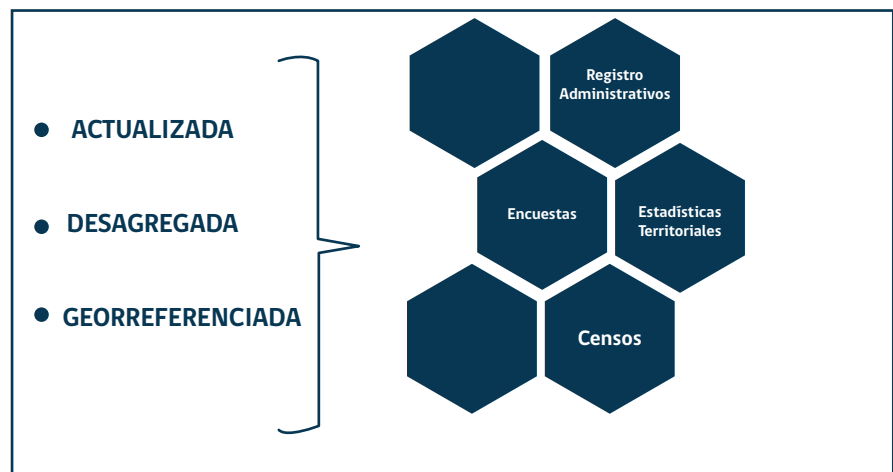 ACTUALIZADA
DESAGREGADA
GEORREFERENCIADA
Registro
Administrativos
Encuestas
Estadísticas
Territoriales
Censos